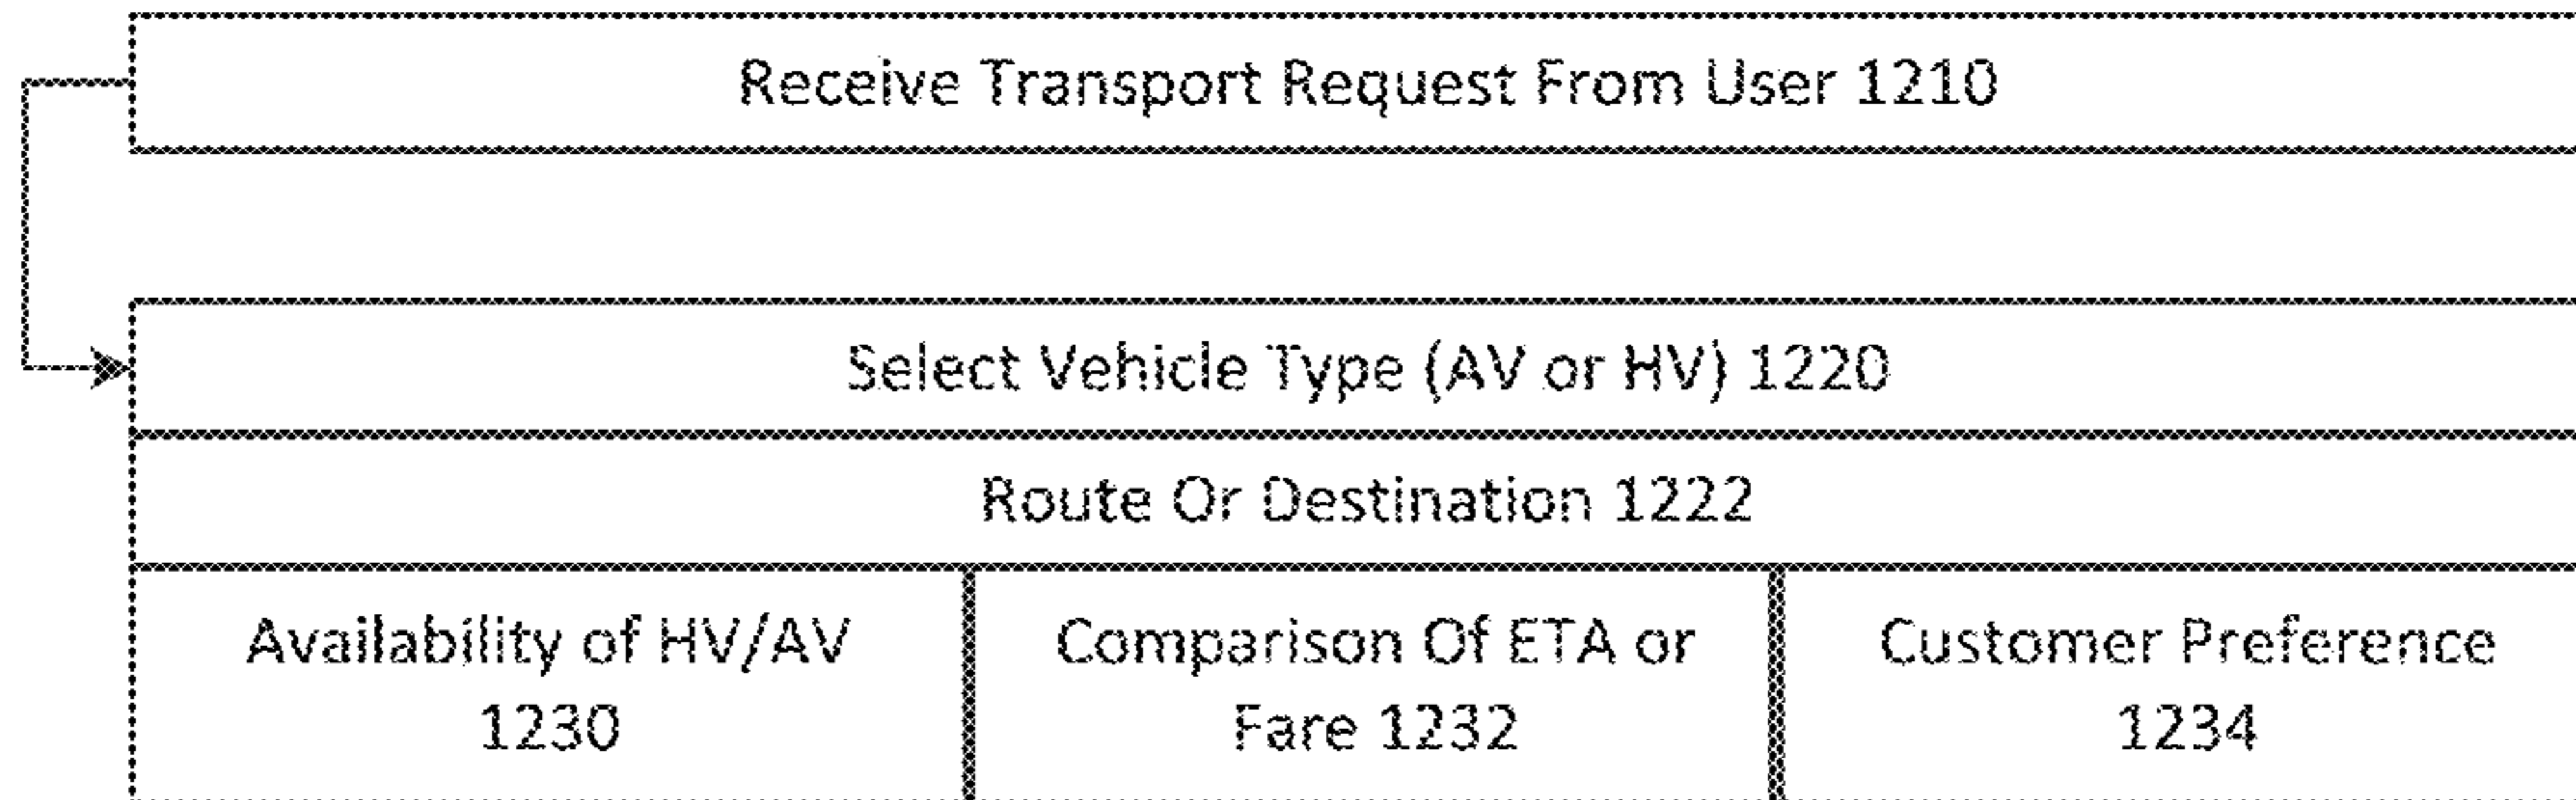 Receive Transport Request From User 1210
Select Vehicle Type (AV or HV) 1220
Route Or Destination 1222
Availability of HV/AV
1230
Comparison Of ETA or
Fare 1232
Customer Preference
1234